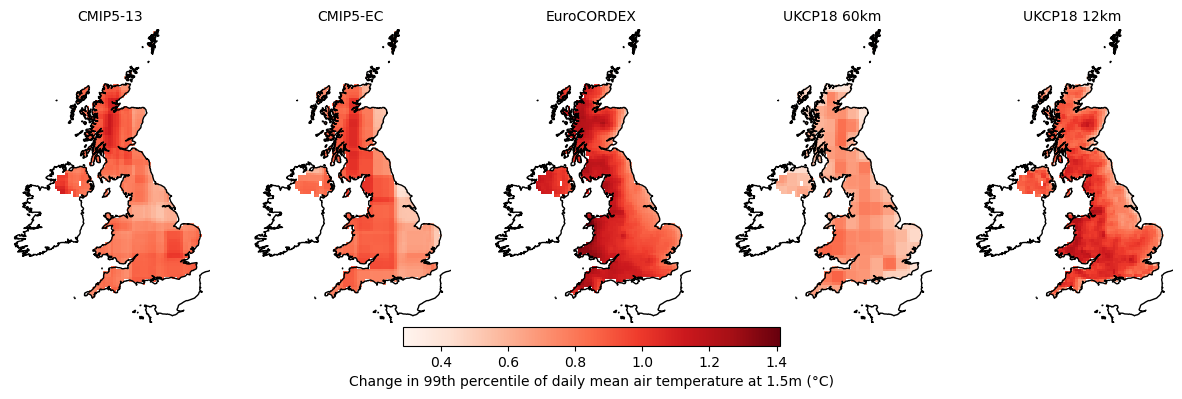 CMIP5-13 CMIP5-EC EuroCORDEX UKCP18 60km UKCP18 12km
0.4 0.6 0.8 1.0 1.2 1.4
Change in 99th percentile of daily mean air temperature at 1.5m (°C)